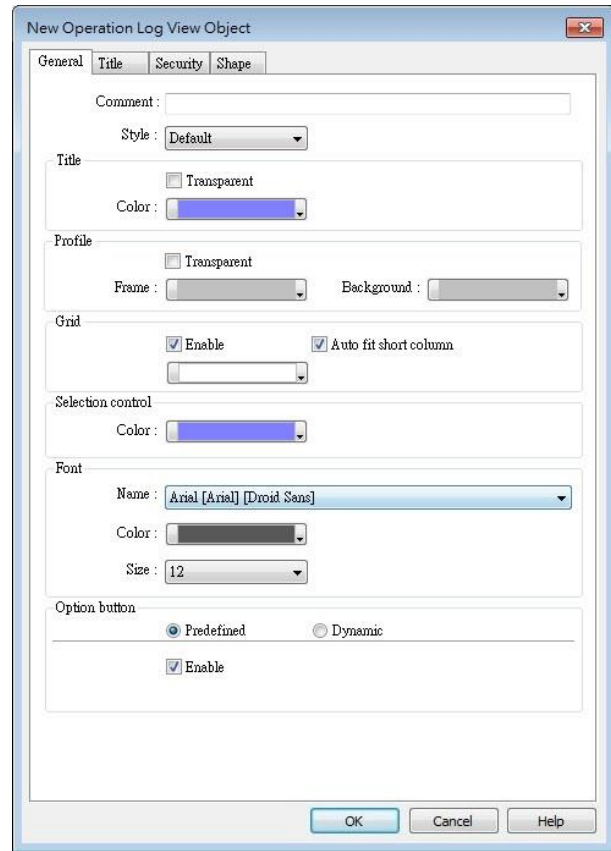 New Operation Log View Object
General Title Security Shape
Comment :
Style : Default
Title
Transparent
Color :
Profile
Transparent
Frame : Background :
Grid
Enable Auto fit short column
Selection control
Color :
Font
Name : Arial [Arial] [Droid Sans]
Color :
Size : 12
Option button
Predefined Dynamic
Enable
OK Cancel Help